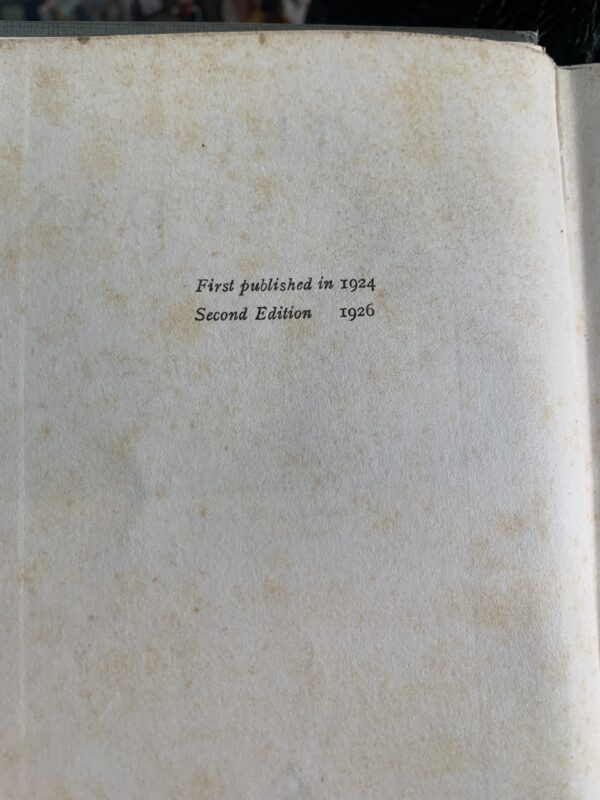 First published in 1924
Second Edition 1926